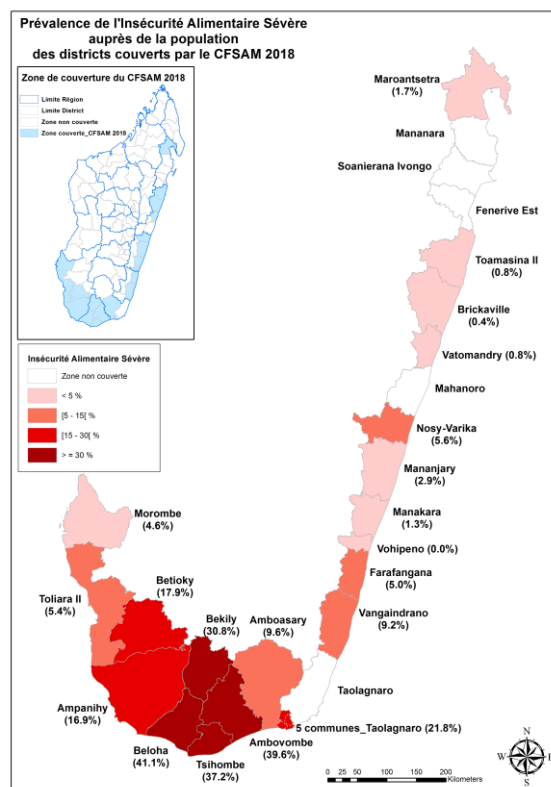 Prévalence de l'Insécurité Alimentaire Sévère
auprès de la population
des districts couverts par le CFSAM 2018
Zone de couverture du CFSAM 2018
Limite Région
Limite District
Zone non couverte
Zone couverte_CFSAM 2018
Insécurité Alimentaire Sévère
Zone non couverte
< 5 %
[5 - 15[ %
[15 - 30[ %
> = 30 %
Maroantsetra
(1.7%)
Mananara
Soanierana Ivongo
Fenerive Est
Toamasina II
(0.8%)
Brickaville
(0.4%)
Vatomandry (0.8%)
Mahanoro
Nosy-Varika
(5.6%)
Mananjary
(2.9%)
Manakara
(1.3%)
Vohipeno (0.0%)
Farafangana
(5.0%)
Vangaindrano
(9.2%)
Taolagnaro
5 communes_Taolagnaro (21.8%)
Morombe
(4.6%)
Toliara II
(5.4%)
Betioky
(17.9%)
Bekily
(30.8%)
Amboasary
(9.6%)
Ampanihy
(16.9%)
Beloha
(41.1%)
Tsihombe
(37.2%)
Ambovombe
(39.6%)
0 25 50 100 150 200
Kilometers
N
W E
S